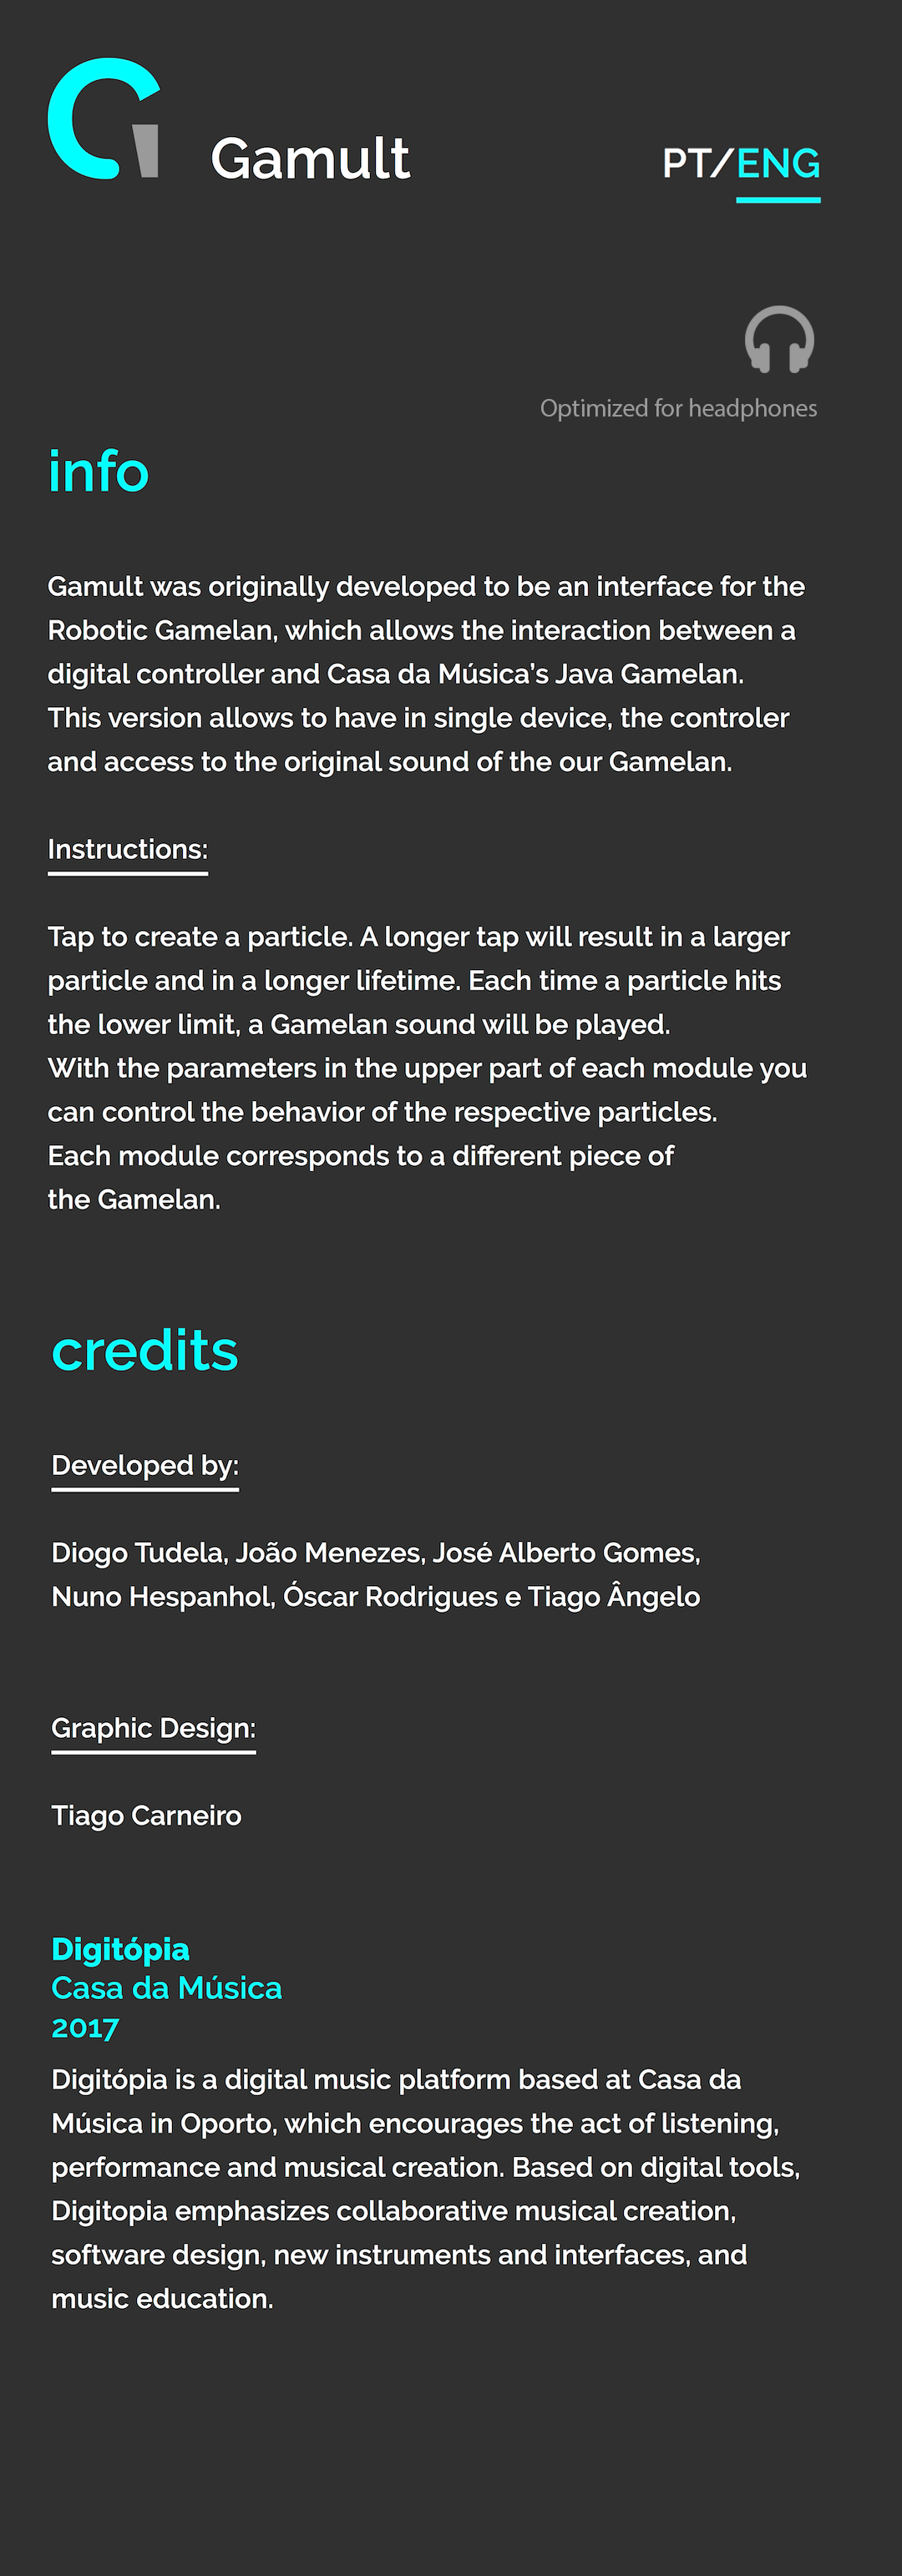 Gamult
PT/ENG
Optimized for headphones
info
Gamult was originally developed to be an interface for the
Robotic Gamelan, which allows the interaction between a
digital controller and Casa da Música’s Java Gamelan.
This version allows to have in single device, the controler
and access to the original sound of the our Gamelan.
Instructions:
Tap to create a particle. A longer tap will result in a larger
particle and in a longer lifetime. Each time a particle hits
the lower limit, a Gamelan sound will be played.
With the parameters in the upper part of each module you
can control the behavior of the respective particles.
Each module corresponds to a different piece of
the Gamelan.
credits
Developed by:
Diogo Tudela, João Menezes, José Alberto Gomes,
Nuno Hespanhol, Óscar Rodrigues e Tiago Ângelo
Graphic Design:
Tiago Carneiro
Digitópia
Casa da Música
2017
Digitópia is a digital music platform based at Casa da
Música in Oporto, which encourages the act of listening,
performance and musical creation. Based on digital tools,
Digitopia emphasizes collaborative musical creation,
software design, new instruments and interfaces, and
music education.